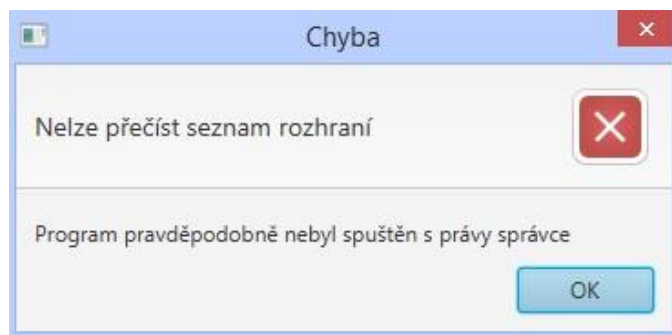 Chyba
Nelze přečíst seznam rozhraní
Program pravděpodobně nebyl spuštěn s právy správce
OK